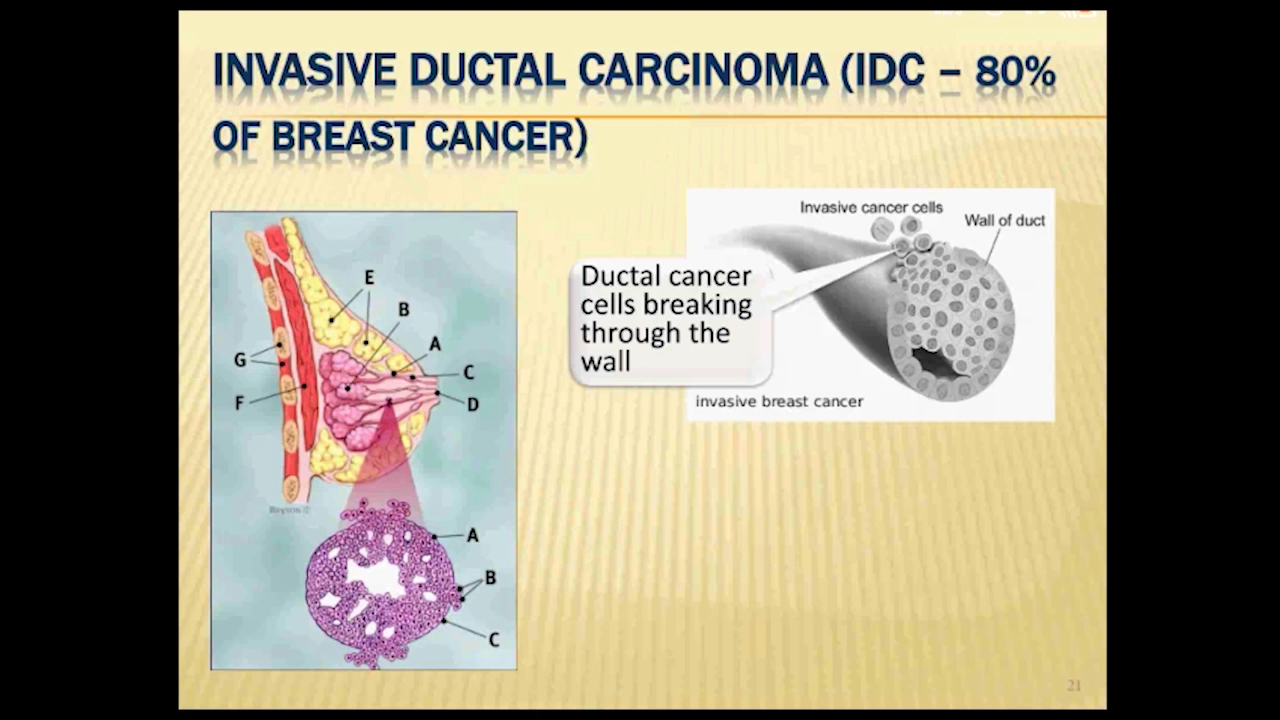 INVASIVE DUCTAL CARCINOMA (IDC – 80%
OF BREAST CANCER)
E
B
A
C
D
G
F
A
B
C
Invasive cancer cells
Wall of duct
Ductal cancer
cells breaking
through the
wall
invasive breast cancer
21